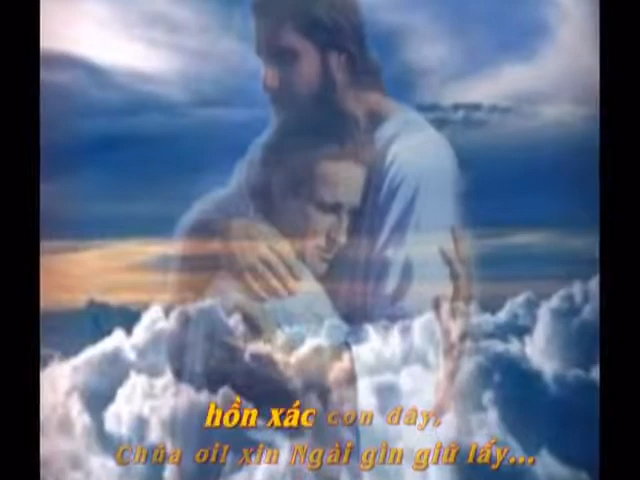 hồn xác con đây,
Chúa ơi! xin Ngài gìn giữ lấy...